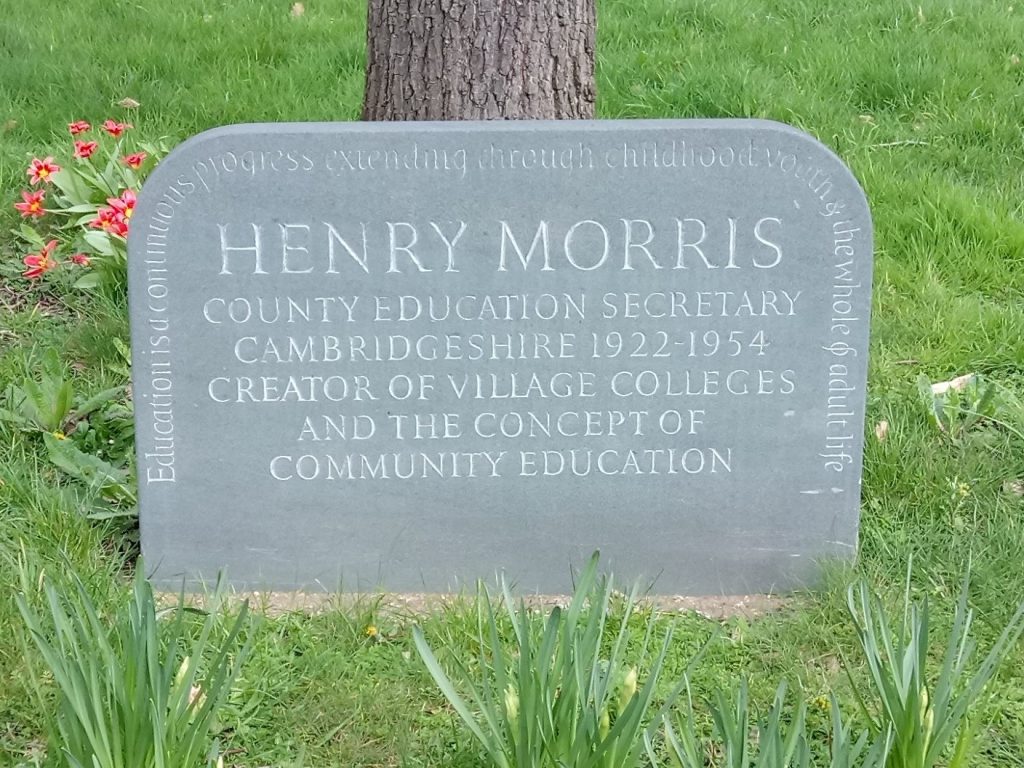 Education is a continuous progress extending through childhood youth & the whole of adult life
HENRY MORRIS
COUNTY EDUCATION SECRETARY
CAMBRIDGESHIRE 1922-1954
CREATOR OF VILLAGE COLLEGES
AND THE CONCEPT OF
COMMUNITY EDUCATION